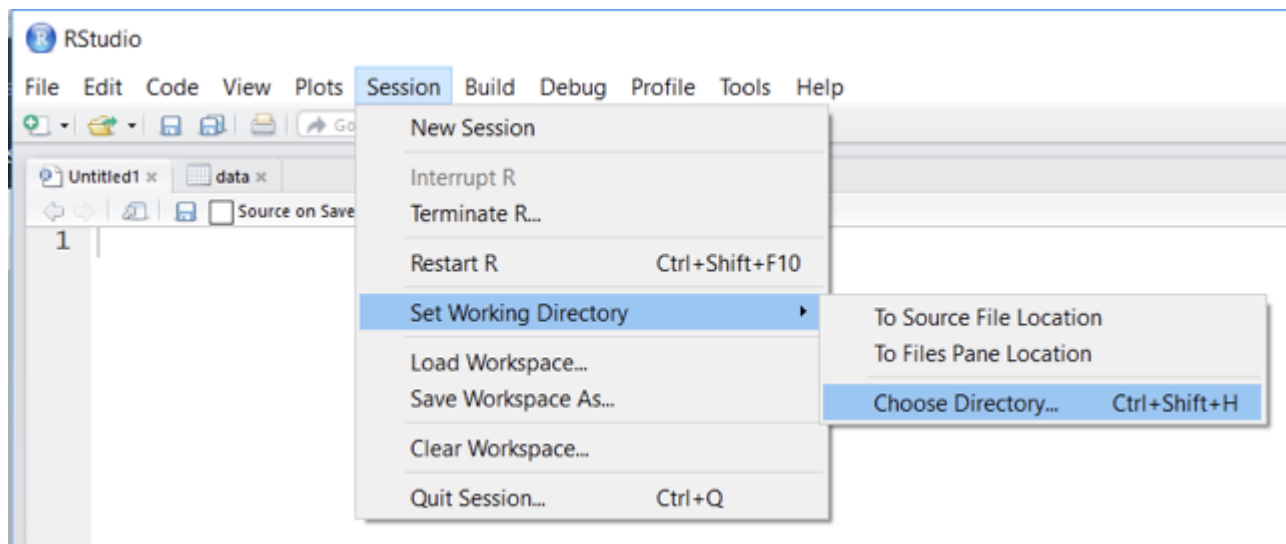 RStudio
File Edit Code View Plots Session Build Debug Profile Tools Help
Go
Untitled1 × data ×
Source on Save
1
New Session
Interrupt R
Terminate R...
Restart R Ctrl+Shift+F10
Set Working Directory
To Source File Location
To Files Pane Location
Choose Directory... Ctrl+Shift+H
Load Workspace...
Save Workspace As...
Clear Workspace...
Quit Session... Ctrl+Q